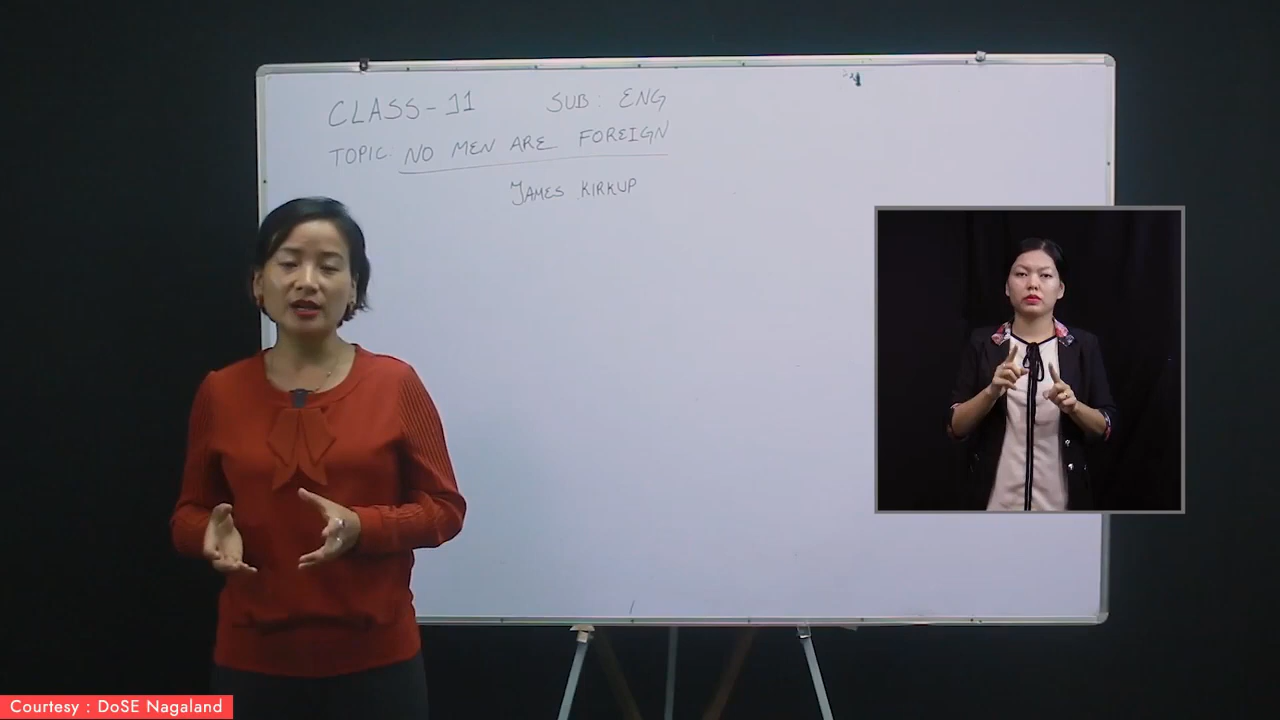 CLASS-11 SUB: ENG
TOPIC: NO MEN ARE FOREIGN
JAMES KIRKUP
Courtesy : DoSE Nagaland